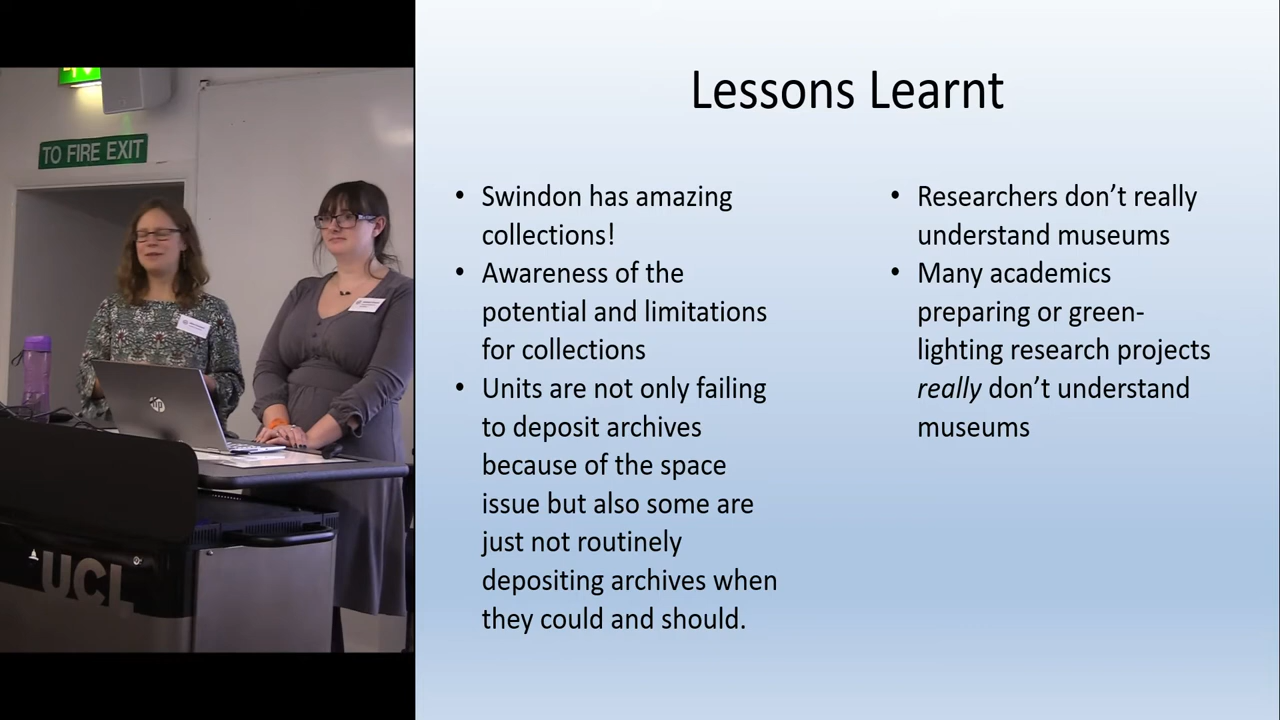 TO FIRE EXIT
hp
UCL
Lessons Learnt
• Swindon has amazing
collections!
• Awareness of the
potential and limitations
for collections
• Units are not only failing
to deposit archives
because of the space
issue but also some are
just not routinely
depositing archives when
they could and should.
• Researchers don’t really
understand museums
• Many academics
preparing or green-
lighting research projects
really don’t understand
museums